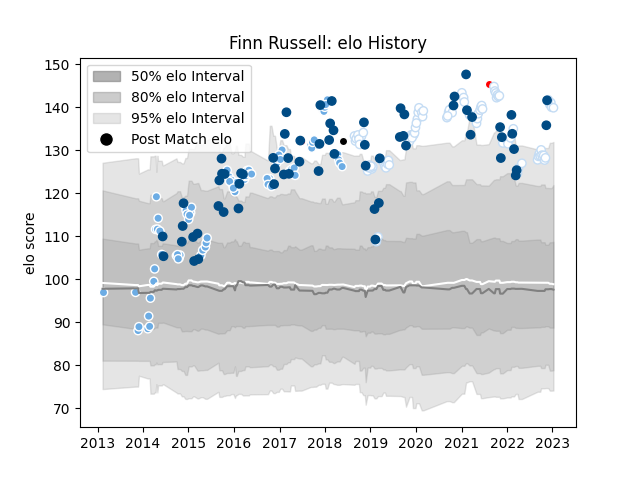 Finn Russell: elo History
50% elo Interval
80% elo Interval
95% elo Interval
Post Match elo
elo score
150
140
130
120
110
100
90
80
70
2013 2014 2015 2016 2017 2018 2019 2020 2021 2022 2023